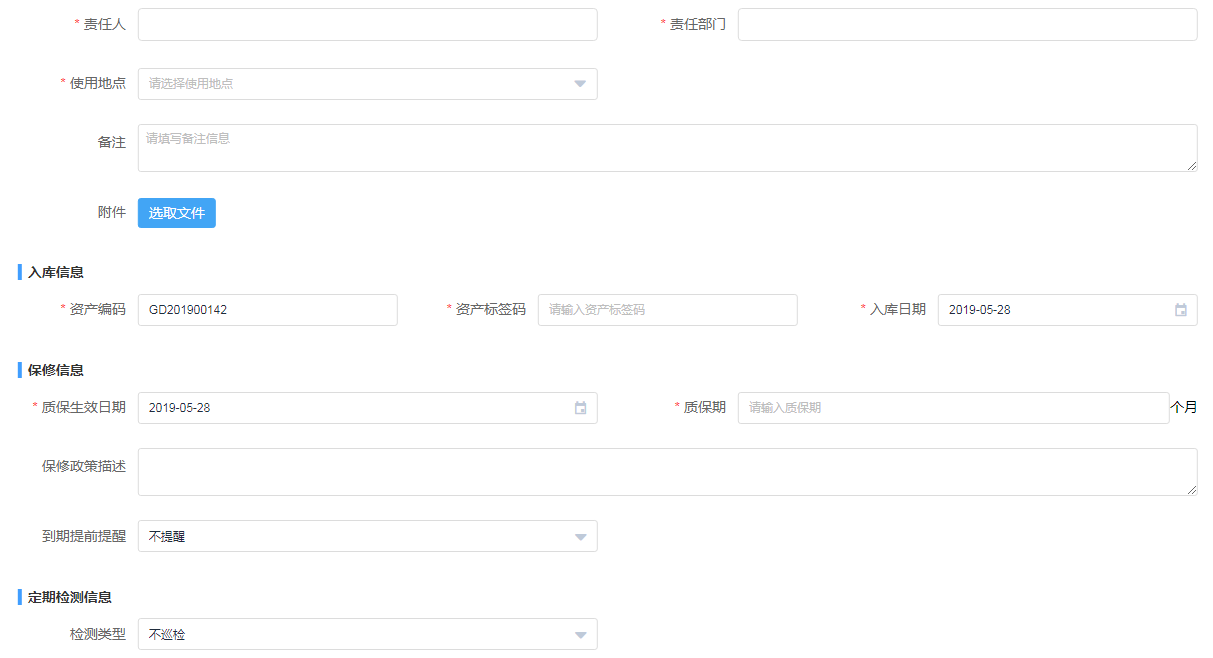 * 责任人 * 责任部门
* 使用地点 请选择使用地点
备注 请填写备注信息
附件 选取文件
入库信息
* 资产编码 GD201900142 * 资产标签码 请输入资产标签码 * 入库日期 2019-05-28
保修信息
* 质保生效日期 2019-05-28 * 质保期 请输入质保期 个月
保修政策描述
到期提前提醒 不提醒
定期检测信息
检测类型 不巡检